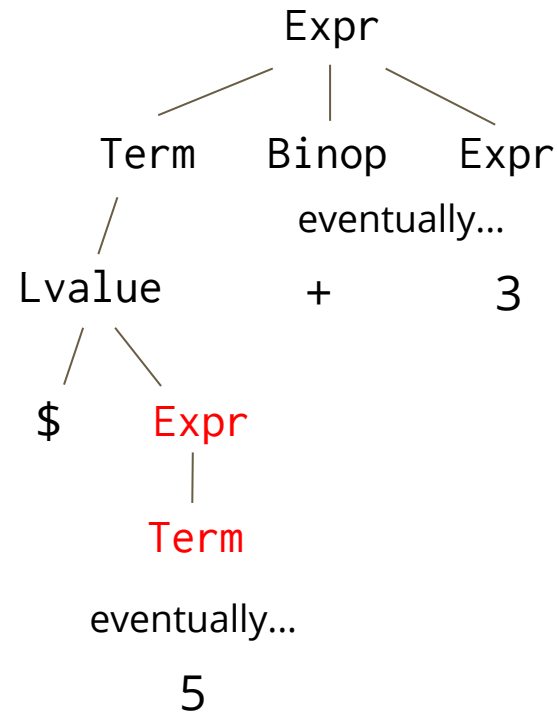 Expr
Term Binop Expr
eventually...
Lvalue + 3
$ Expr
Term
eventually...
5